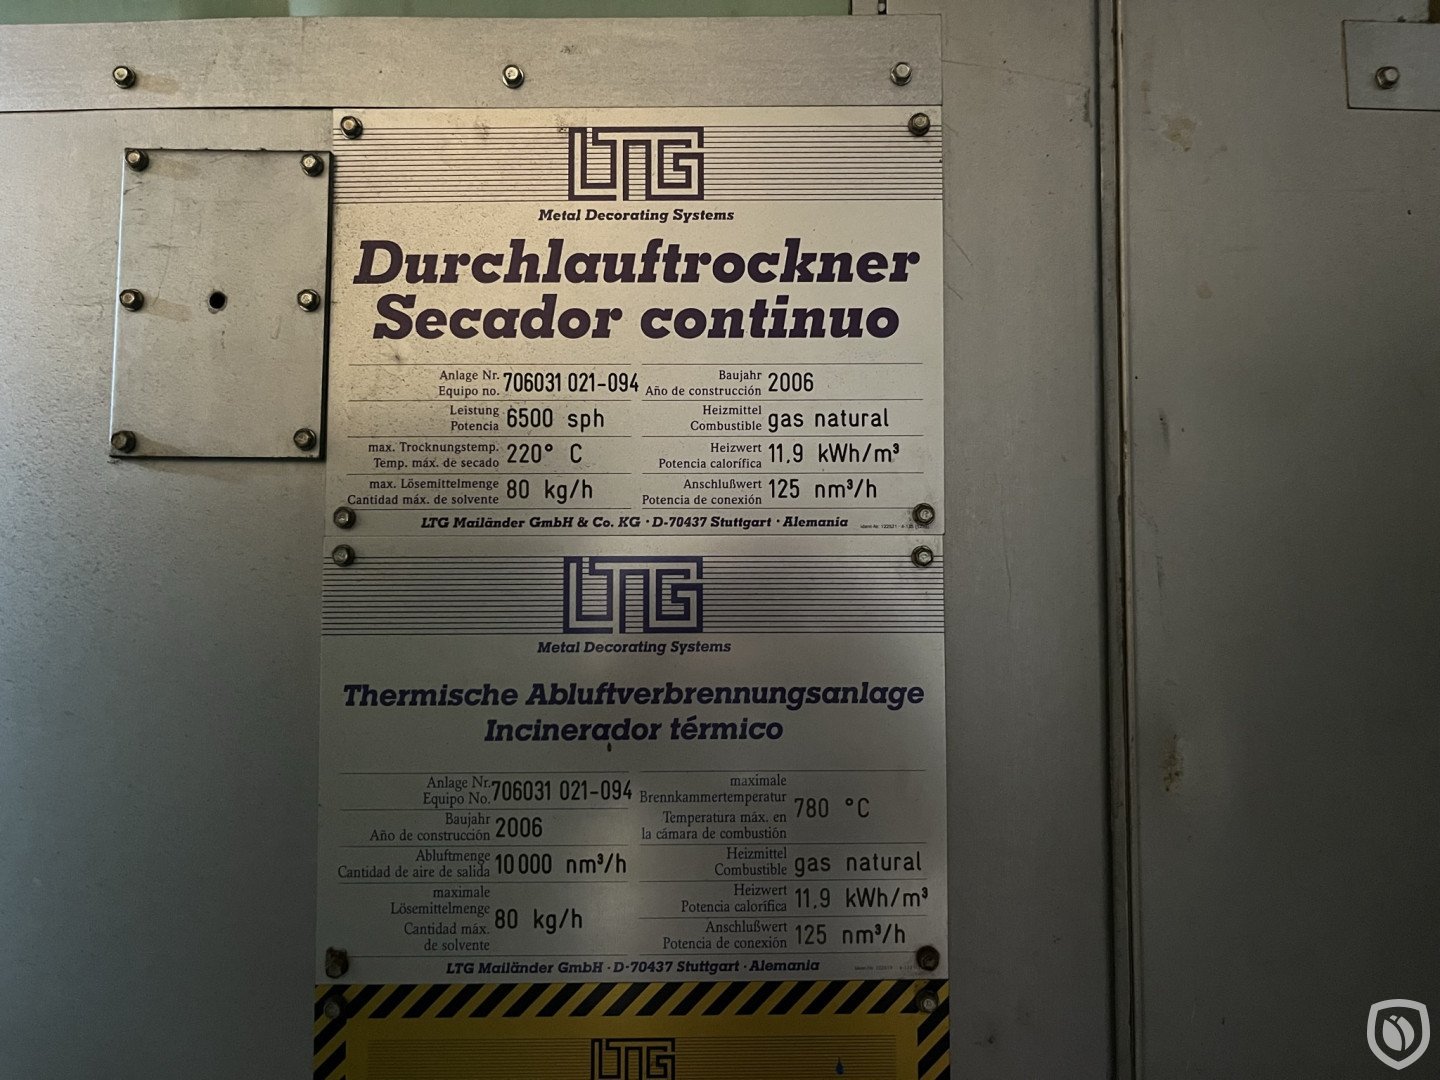 LTG
Metal Decorating Systems
Durchlauftrockner
Secador continuo
Anlage Nr.
Equipo no. 706031 021-094
Baujahr
Año de construcción 2006
Leistung
Potencia 6500 sph
Heizmittel
Combustible gas natural
max. Trocknungstemp.
Temp. máx. de secado 220° C
Heizwert
Potencia calorífica 11,9 kWh/m³
max. Lösemittelmenge
Cantidad máx. de solvente 80 kg/h
Anschlußwert
Potencia de conexión 125 nm³/h
LTG Mailänder GmbH & Co. KG · D-70437 Stuttgart · Alemania
LTG
Metal Decorating Systems
Thermische Abluftverbrennungsanlage
Incinerador térmico
Anlage Nr.
Equipo No. 706031 021-094
Baujahr
Año de construcción 2006
Abluftmenge
Cantidad de aire de salida 10 000 nm³/h
maximale
Lösemittelmenge
Cantidad máx.
de solvente 80 kg/h
maximale
Brennkammertemperatur
Temperatura máx. en
la cámara de combustión 780 °C
Heizmittel
Combustible gas natural
Heizwert
Potencia calorífica 11,9 kWh/m³
Anschlußwert
Potencia de conexión 125 nm³/h
LTG Mailänder GmbH · D-70437 Stuttgart · Alemania
LTG